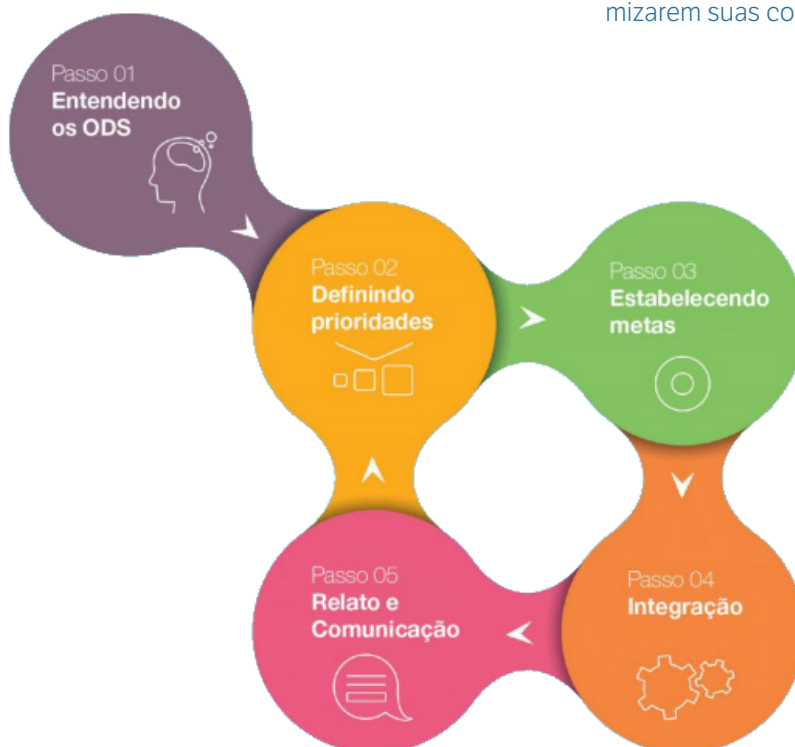 mizarem suas co
Passo 01
Entendendo
os ODS
Passo 02
Definindo
prioridades
Passo 03
Estabelecendo
metas
Passo 04
Integração
Passo 05
Relato e
Comunicação